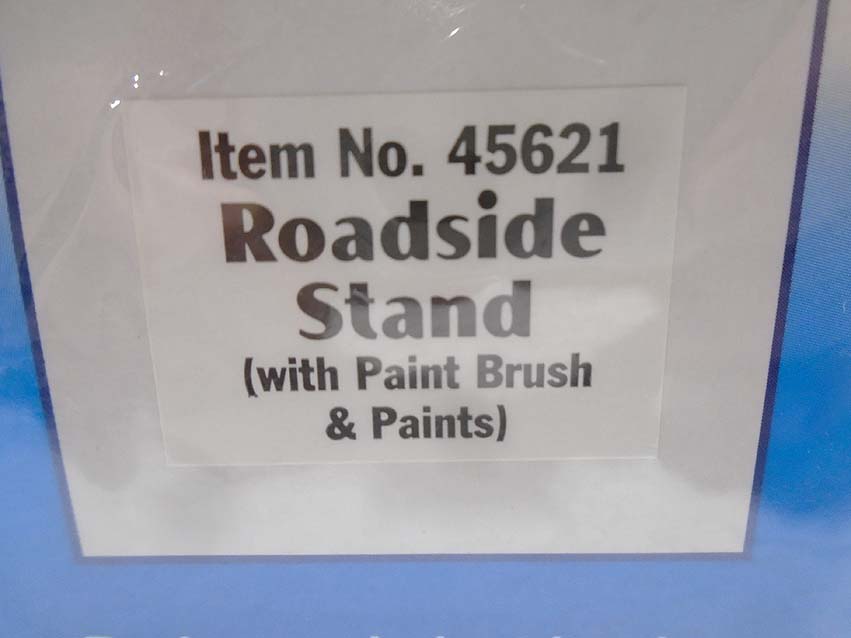 Item No. 45621
Roadside
Stand
(with Paint Brush
& Paints)